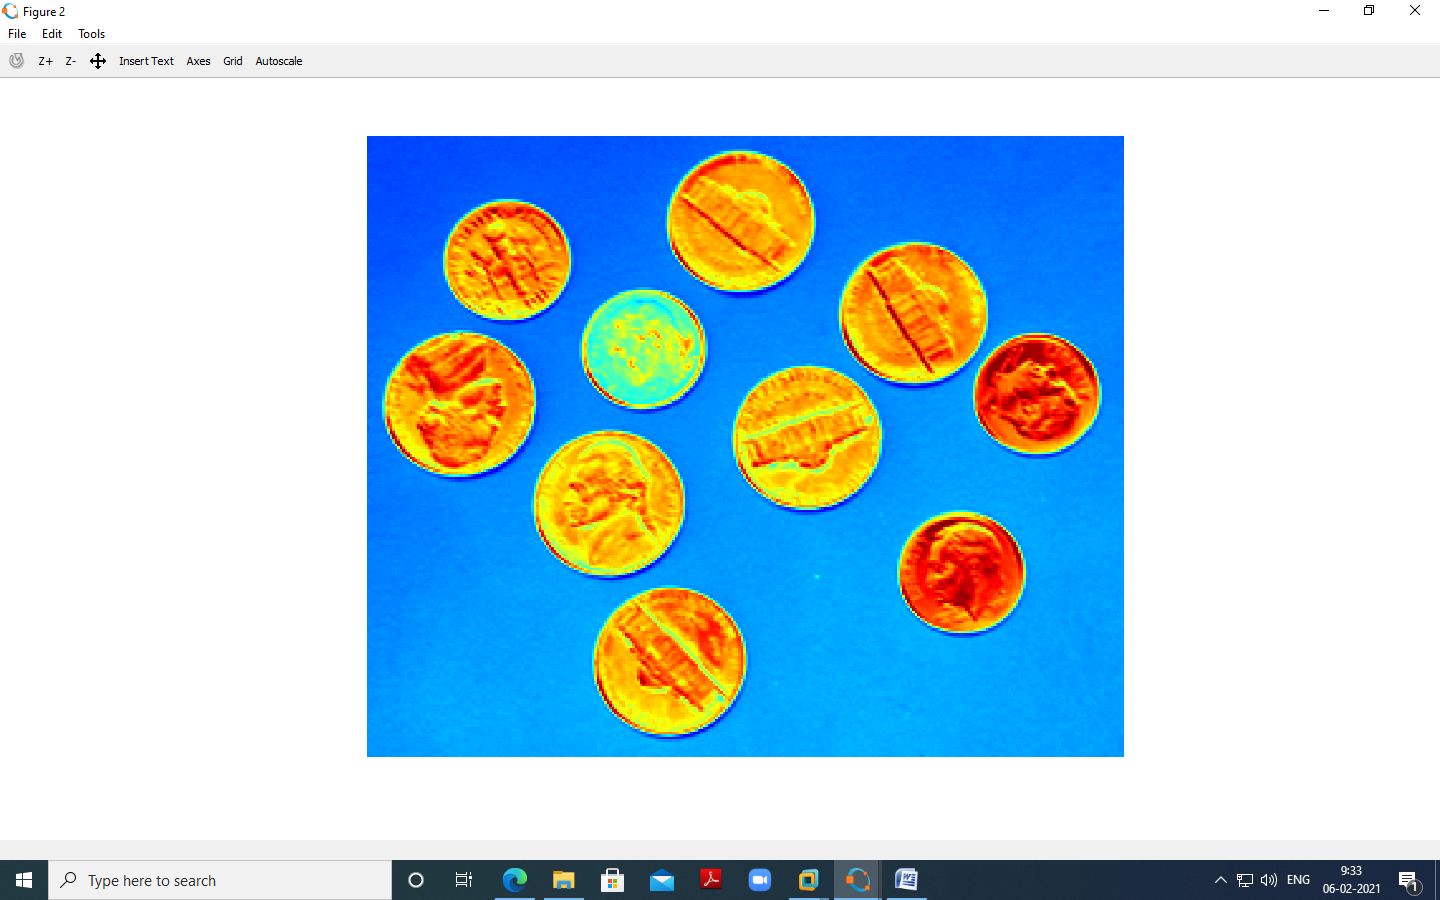 Figure 2
File Edit Tools
Z+ Z- Insert Text Axes Grid Autoscale
Type here to search
ENG
9:33
06-02-2021
1